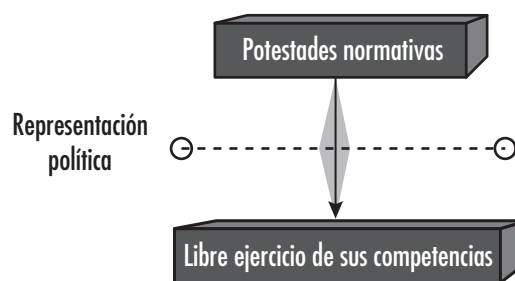 Potestades normativas
Representación
política
Libre ejercicio de sus competencias